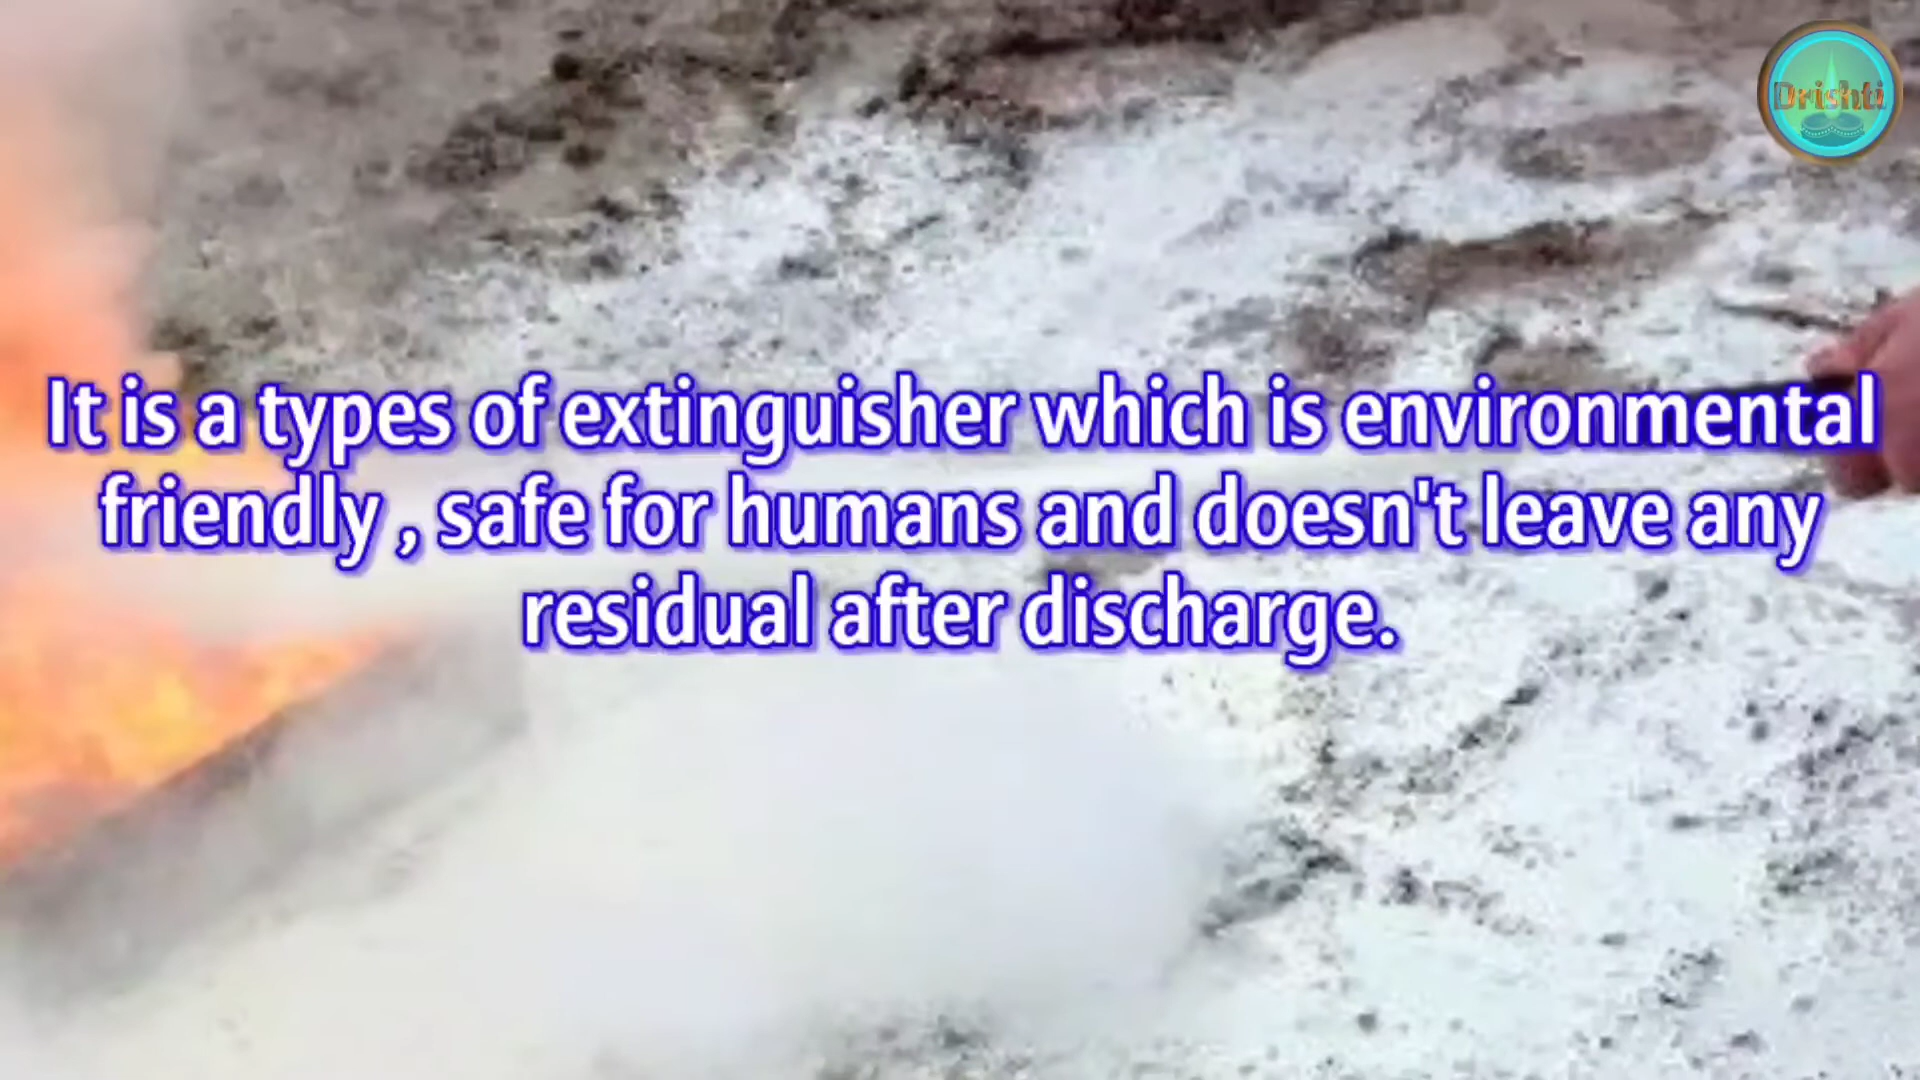 Drishti
It is a types of extinguisher which is environmental
friendly , safe for humans and doesn't leave any
residual after discharge.